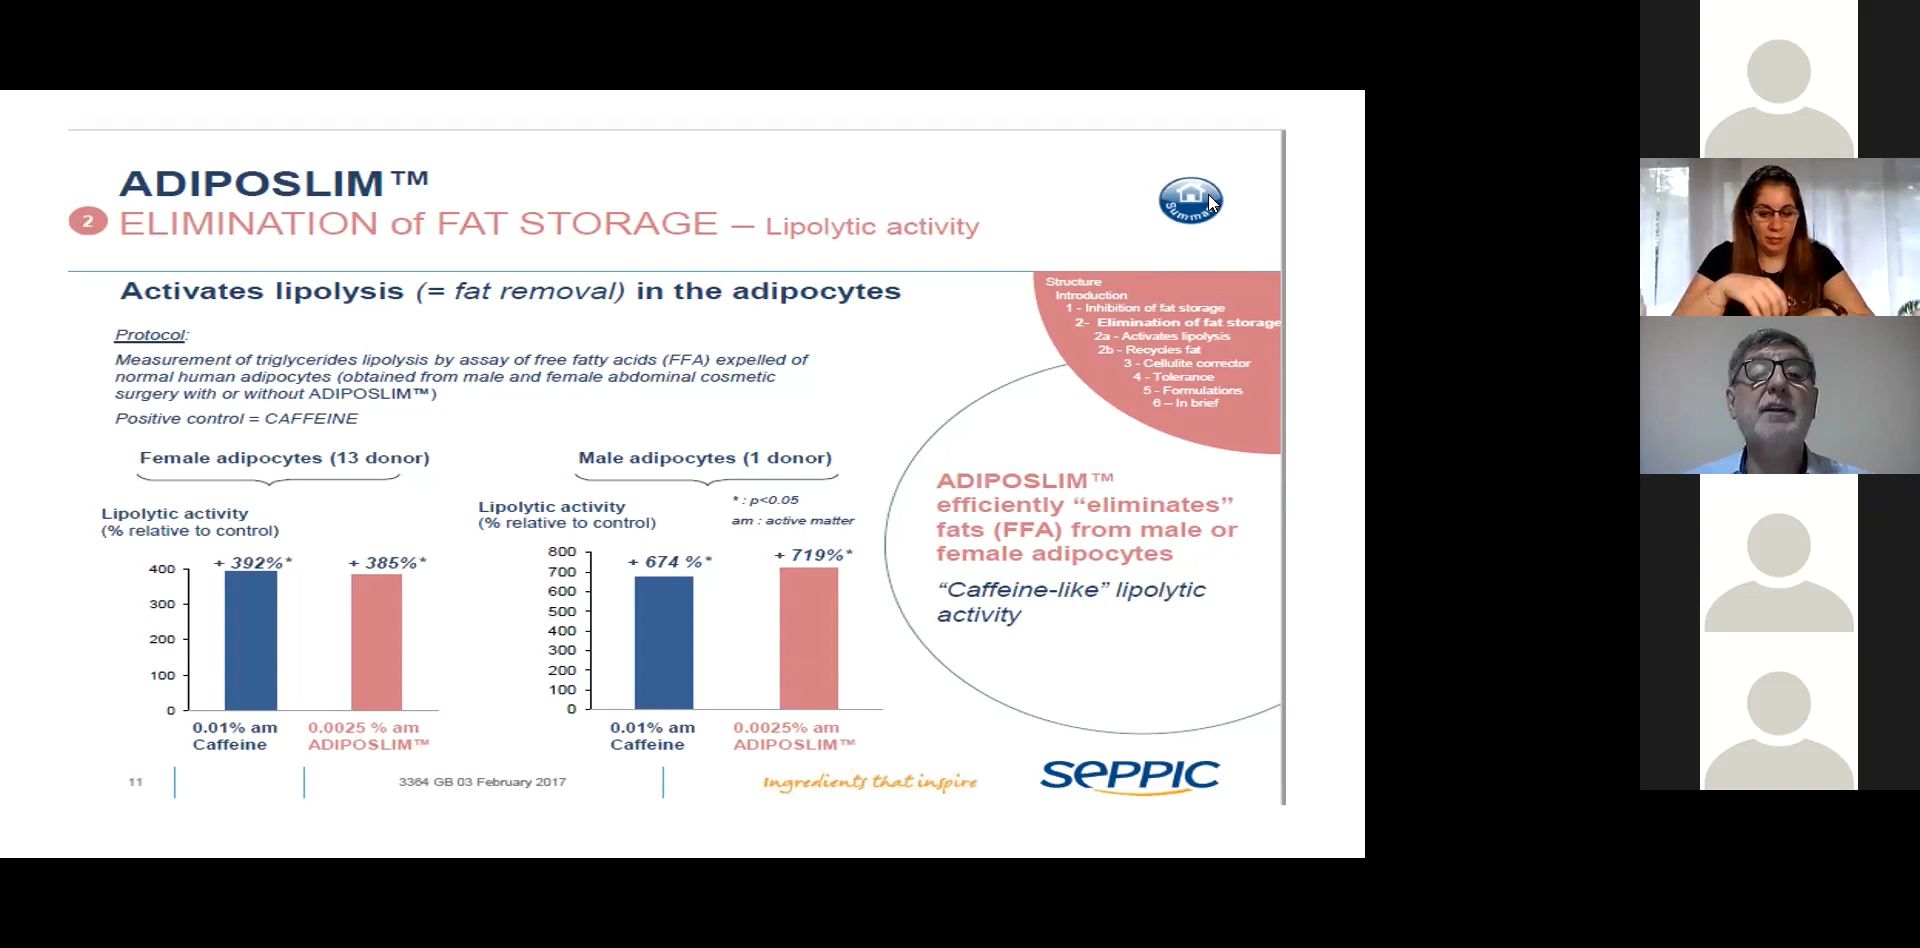 ADIPOSLIM™
2 ELIMINATION of FAT STORAGE – Lipolytic activity
Summary
Activates lipolysis (= fat removal) in the adipocytes
Structure
Introduction
1 - Inhibition of fat storage
2- Elimination of fat storage
2a - Activates lipolysis
2b - Recycles fat
3 - Cellulite corrector
4 - Tolerance
5 - Formulations
6 – In brief
Protocol:
Measurement of triglycerides lipolysis by assay of free fatty acids (FFA) expelled of
normal human adipocytes (obtained from male and female abdominal cosmetic
surgery with or without ADIPOSLIM™)
Positive control = CAFFEINE
Female adipocytes (13 donor)
Lipolytic activity
(% relative to control)
+ 392%*
+ 385%*
400
300
200
100
0
0.01% am
Caffeine
0.0025 % am
ADIPOSLIM™
Male adipocytes (1 donor)
Lipolytic activity
(% relative to control)
* : p<0.05
am : active matter
+ 674 %*
+ 719%*
800
700
600
500
400
300
200
100
0
0.01% am
Caffeine
0.0025% am
ADIPOSLIM™
ADIPOSLIM™
efficiently “eliminates”
fats (FFA) from male or
female adipocytes
“Caffeine-like” lipolytic
activity
11
3364 GB 03 February 2017
Ingredients that inspire
SEPPIC